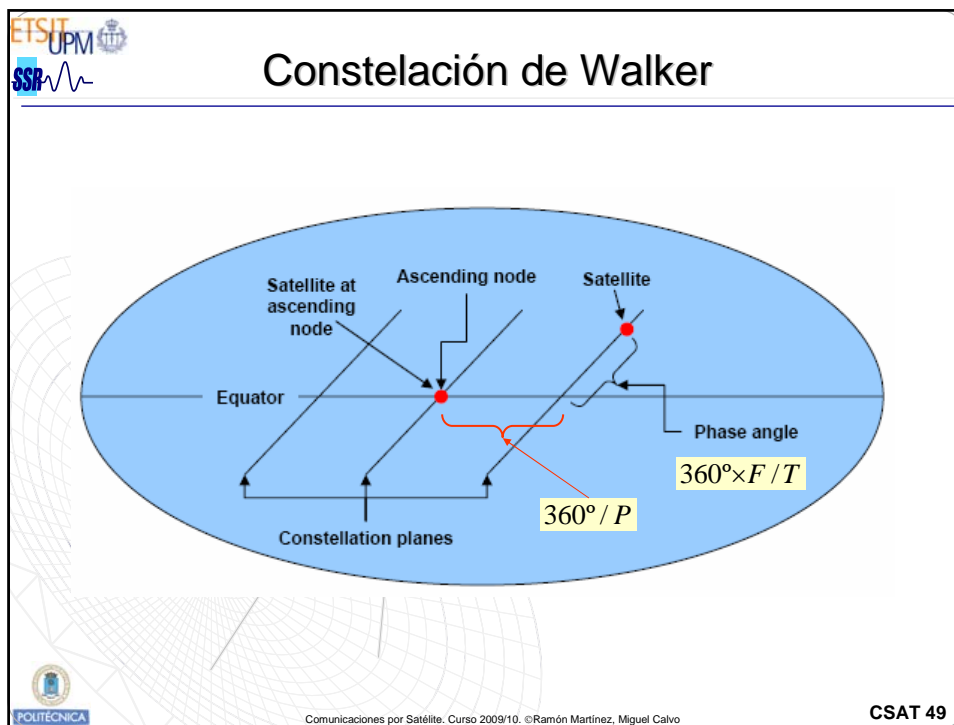 ETSIT
UPM
SSR
Constelación de Walker
Satellite at
ascending
node
Ascending node
Satellite
Equator
Phase angle
360º×F / T
360º / P
Constellation planes
POLITÉCNICA
Comunicaciones por Satélite. Curso 2009/10. ©Ramón Martínez, Miguel Calvo
CSAT 49